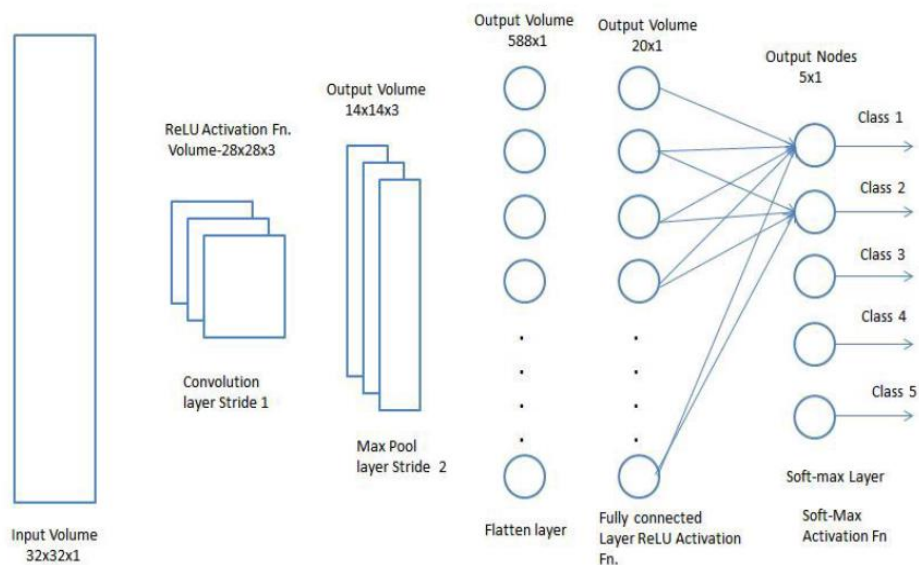 Input Volume
32x32x1
ReLU Activation Fn.
Volume-28x28x3
Convolution
layer Stride 1
Output Volume
14x14x3
Max Pool
layer Stride 2
Output Volume
588x1
Flatten layer
Output Volume
20x1
Fully connected
Layer ReLU Activation
Fn.
Output Nodes
5x1
Class 1
Class 2
Class 3
Class 4
Class 5
Soft-max Layer
Soft-Max
Activation Fn